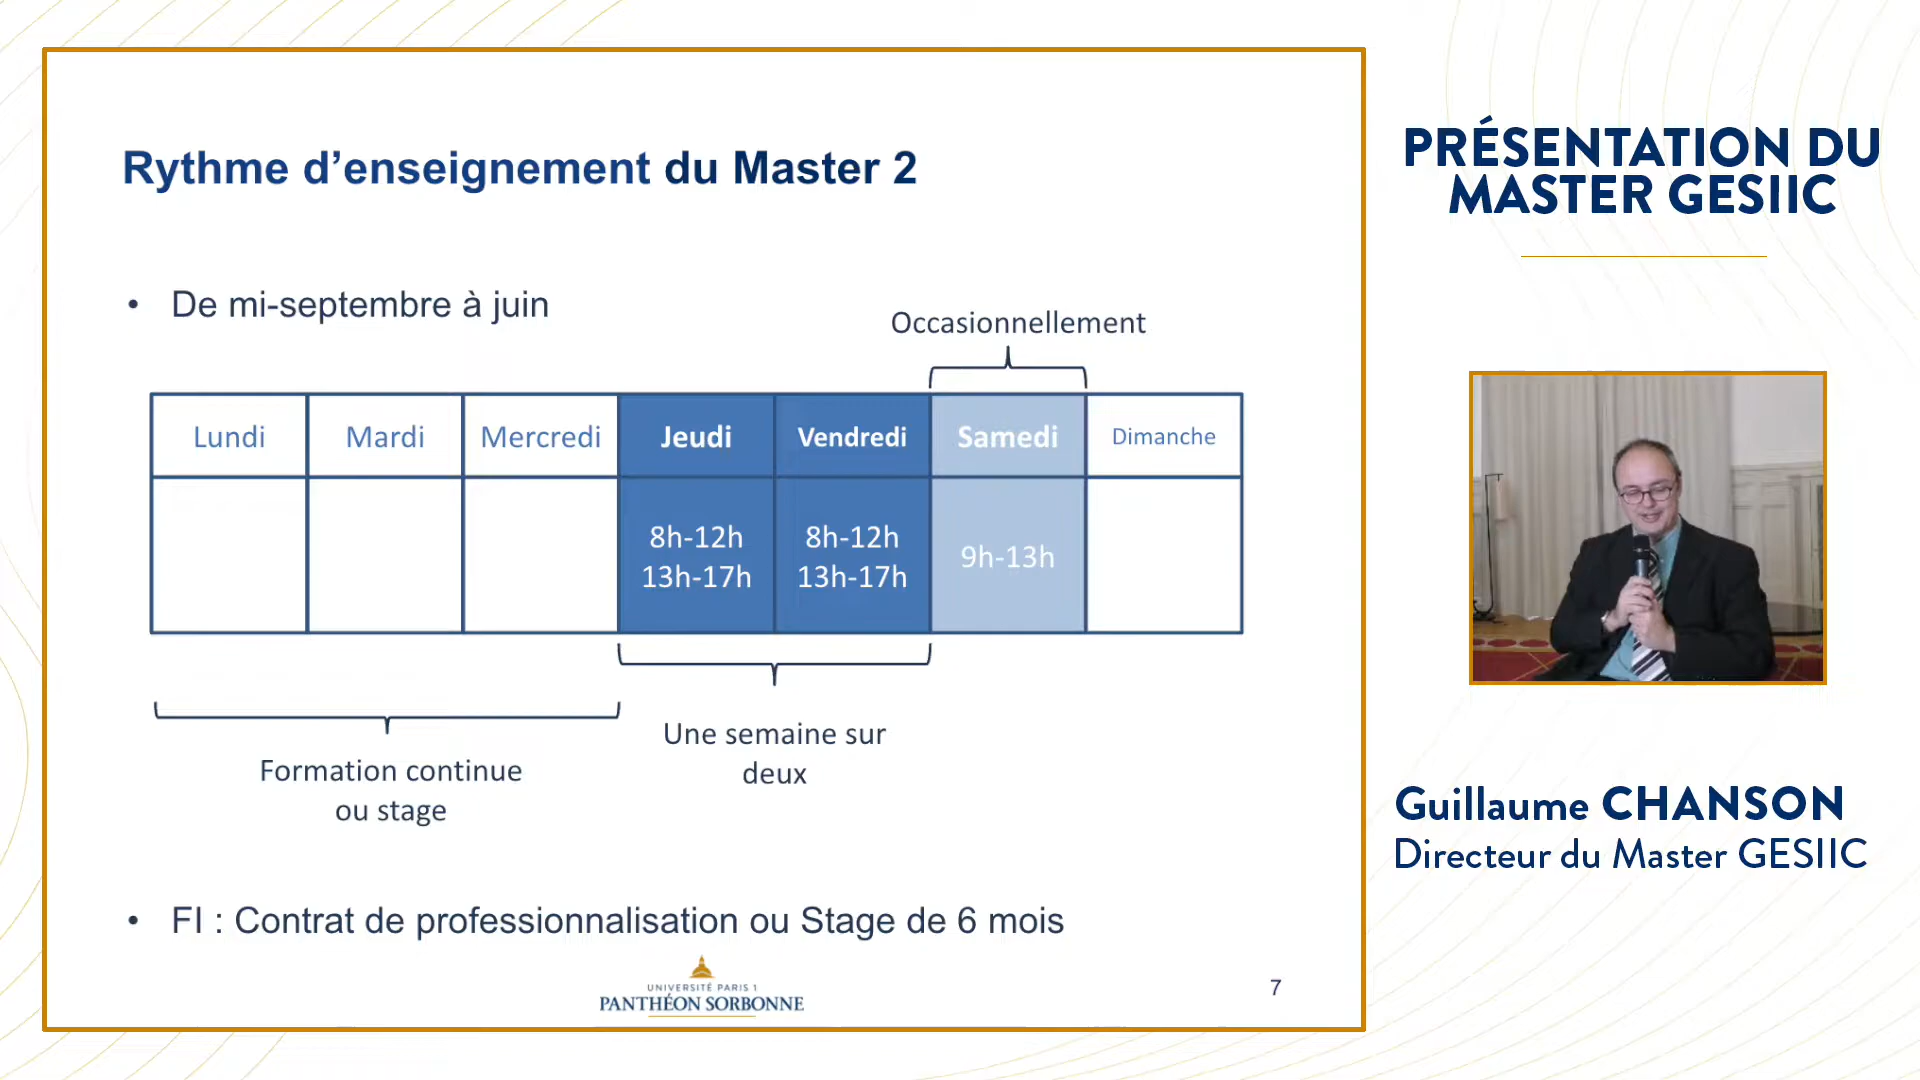 Rythme d’enseignement du Master 2
• De mi-septembre à juin
Occasionnellement
Lundi Mardi Mercredi Jeudi Vendredi Samedi Dimanche
8h-12h 8h-12h
9h-13h
13h-17h 13h-17h
Une semaine sur
deux
Formation continue
ou stage
• FI : Contrat de professionnalisation ou Stage de 6 mois
UNIVERSITÉ PARIS 1
PANTHÉON SORBONNE
7
PRÉSENTATION DU
MASTER GESIIC
Guillaume CHANSON
Directeur du Master GESIIC